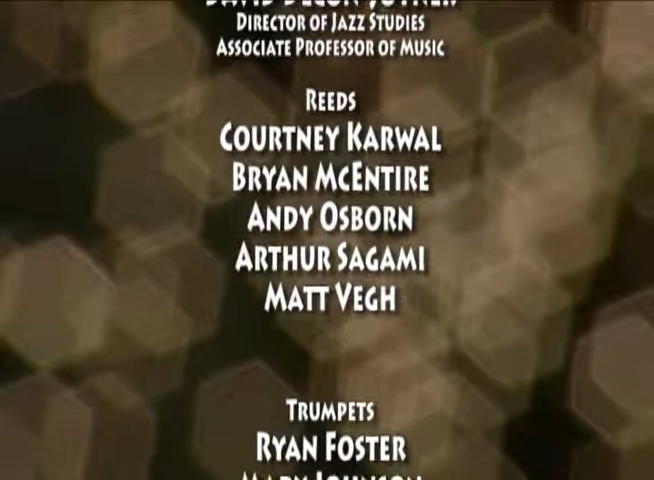 DIRECTOR OF JAZZ STUDIES
ASSOCIATE PROFESSOR OF MUSIC
REEDS
COURTNEY KARWAL
BRYAN MCENTIRE
ANDY OSBORN
ARTHUR SAGAMI
MATT VEGH
TRUMPETS
RYAN FOSTER